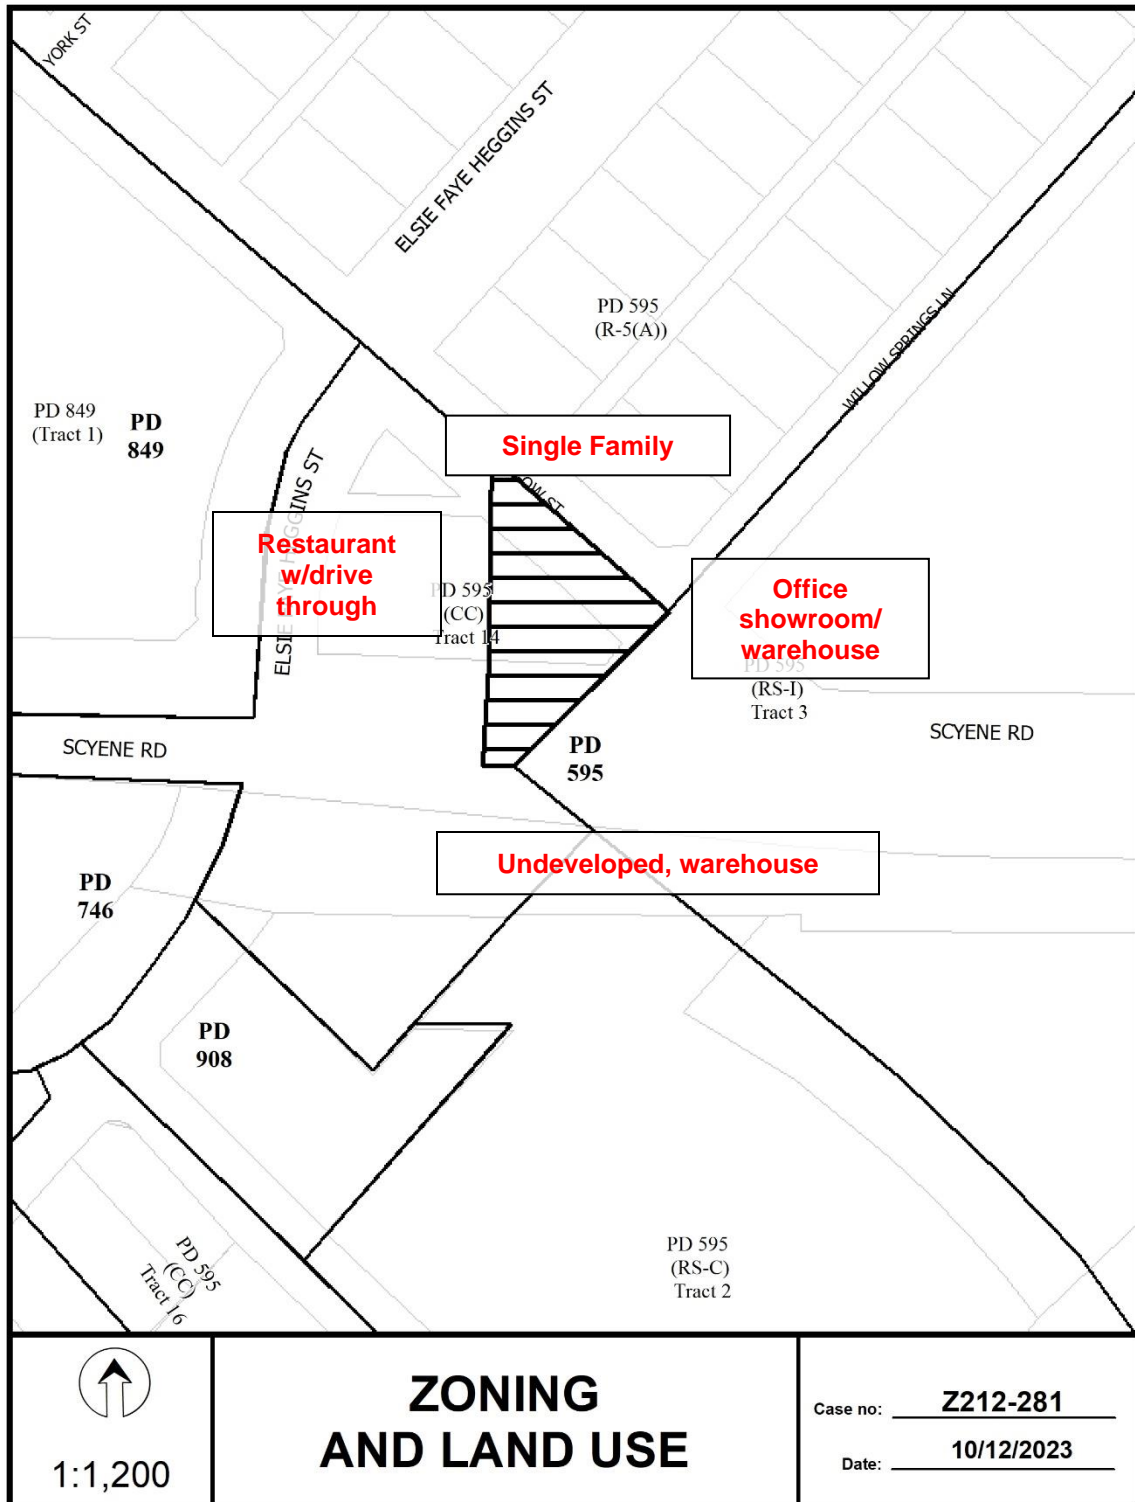 YORK ST
ELSIE FAYE HEGGINS ST
PD 595
(R-5(A))
WILLOW SPRINGS LN
PD 849
(Tract 1)
PD
849
Single Family
OW ST
ELSIE FAYE HEGGINS ST
Restaurant
w/drive
through
PD 595
(CC)
Tract 14
Office
showroom/
warehouse
PD 595
(RS-I)
Tract 3
SCYENE RD
SCYENE RD
PD
595
Undeveloped, warehouse
PD
746
PD
908
PD 595
(CC)
Tract 16
PD 595
(RS-C)
Tract 2
1:1,200
ZONING
AND LAND USE
Case no: Z212-281
Date: 10/12/2023